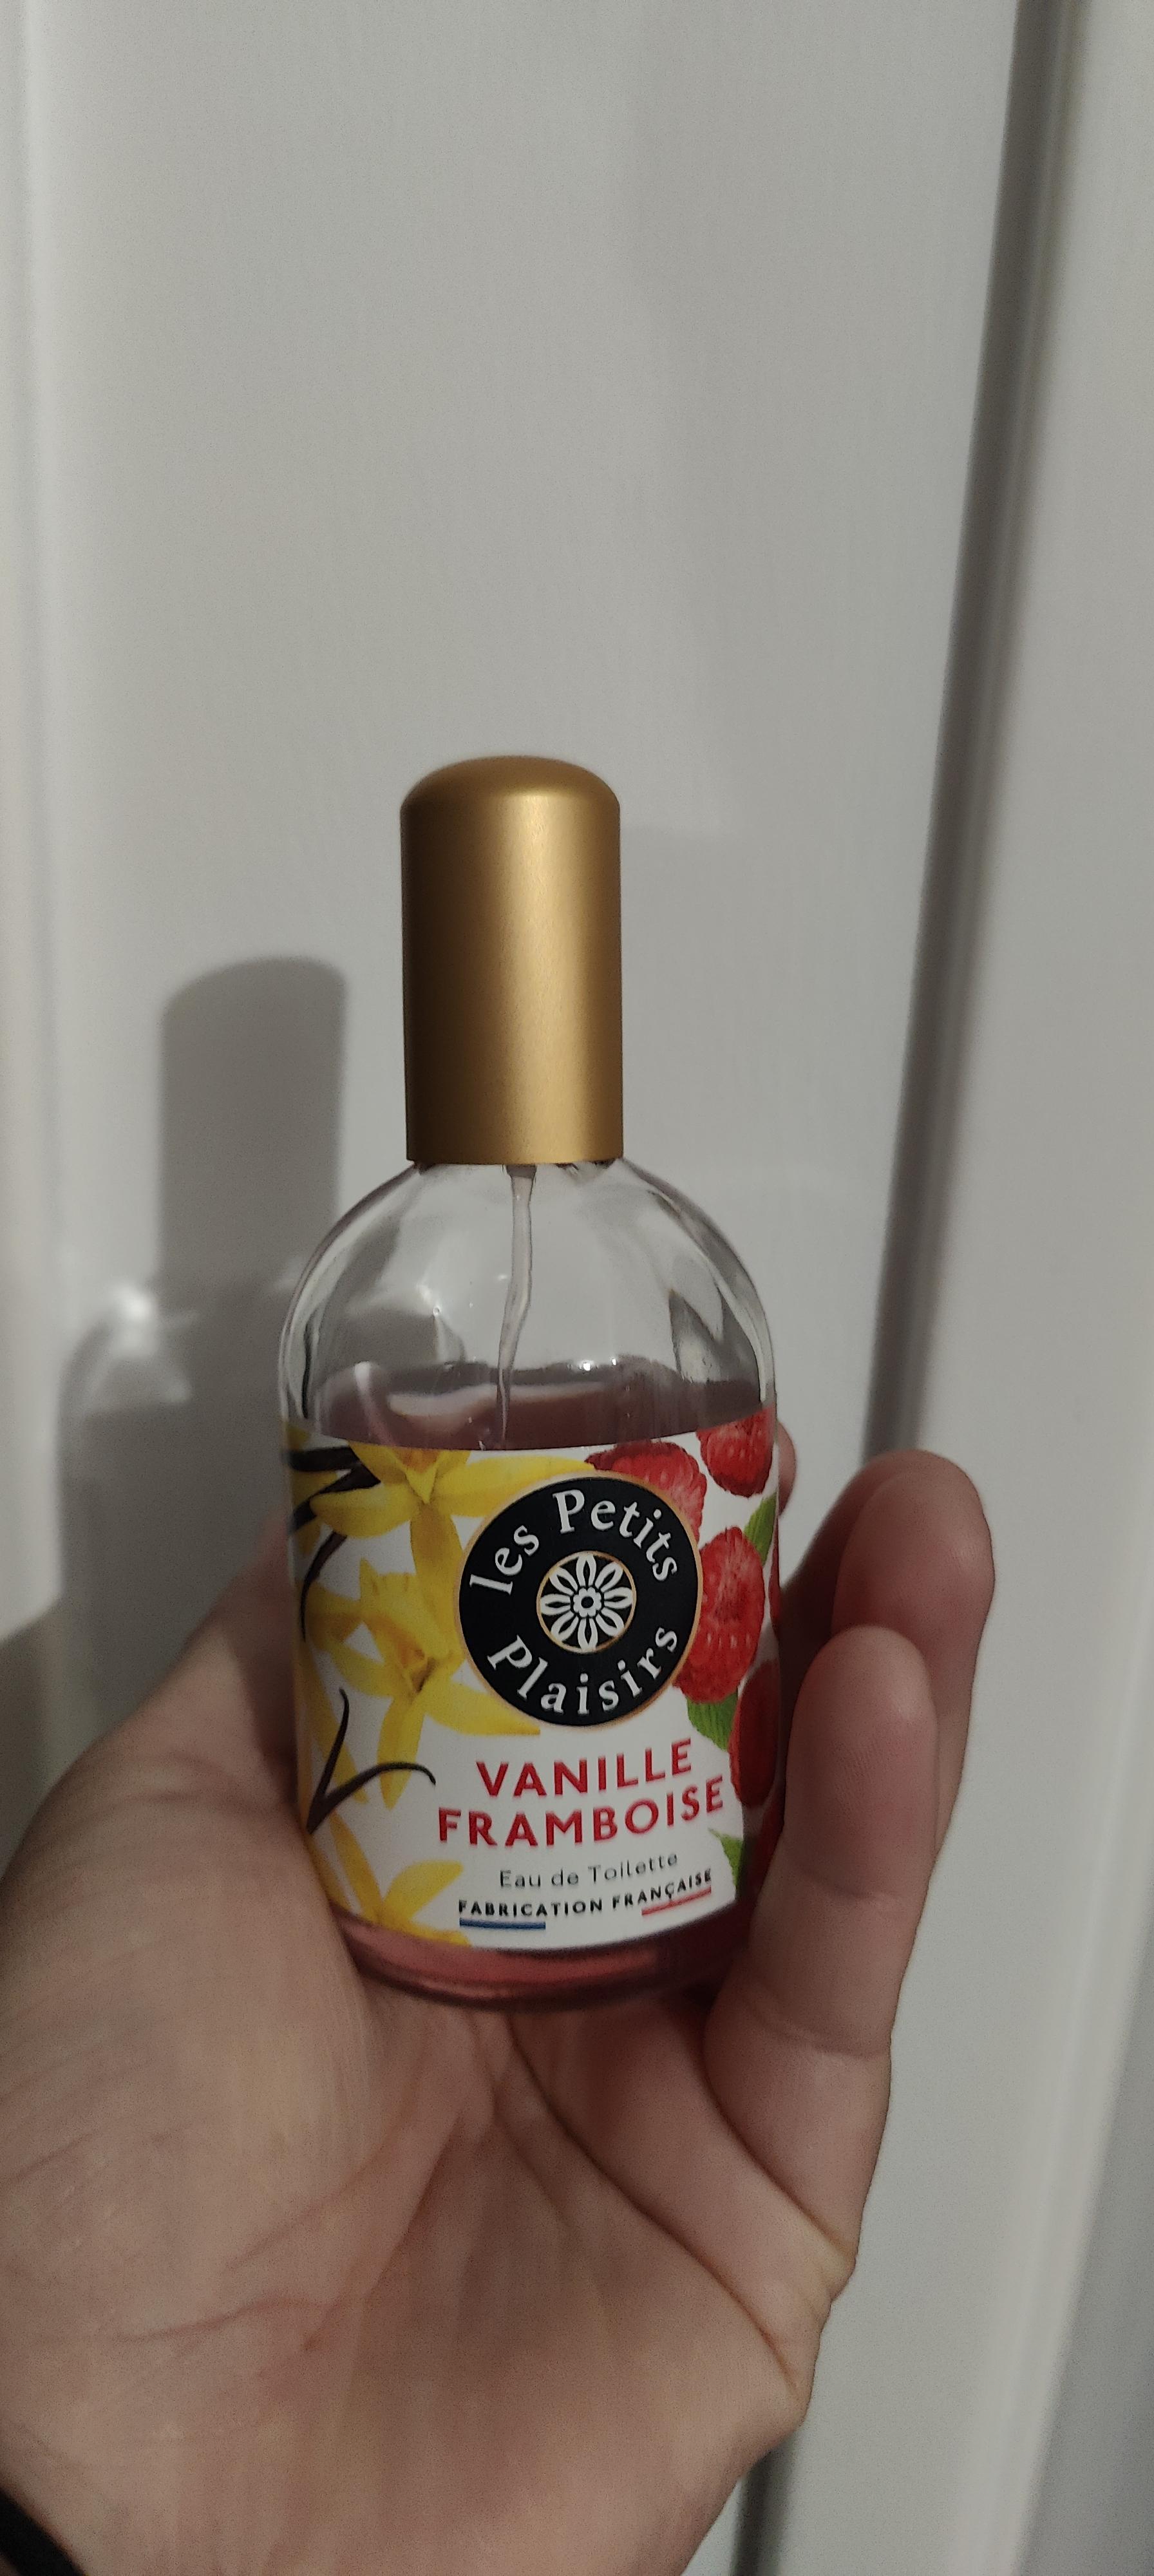 les Petits
Plaisirs
VANILLE
FRAMBOISE
Eau de Toilette
FABRICATION FRANÇAISE